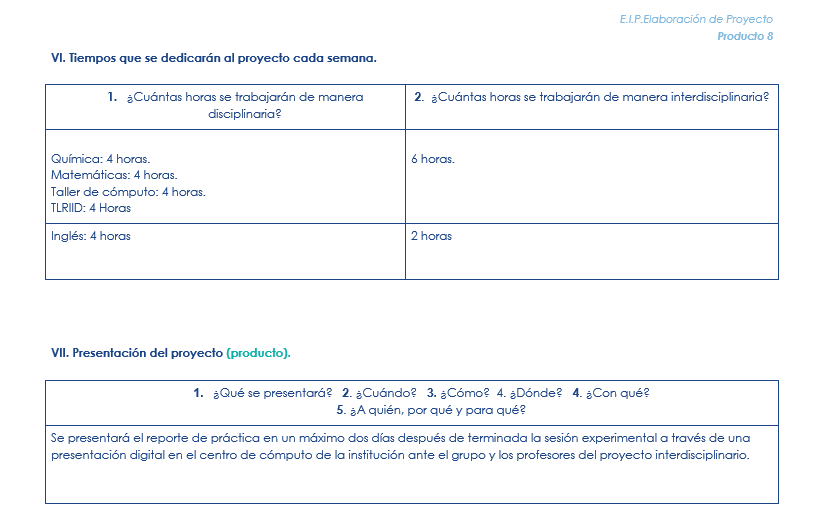 E.I.P.Elaboración de Proyecto
Producto 8
VI. Tiempos que se dedicarán al proyecto cada semana.
1. ¿Cuántas horas se trabajarán de manera
disciplinaria?
2. ¿Cuántas horas se trabajarán de manera interdisciplinaria?
Química: 4 horas.
Matemáticas: 4 horas.
Taller de cómputo: 4 horas.
TLRIID: 4 Horas
6 horas.
Inglés: 4 horas
2 horas
VII. Presentación del proyecto (producto).
1. ¿Qué se presentará? 2. ¿Cuándo? 3. ¿Cómo? 4. ¿Dónde? 4. ¿Con qué?
5. ¿A quién, por qué y para qué?
Se presentará el reporte de práctica en un máximo dos días después de terminada la sesión experimental a través de una
presentación digital en el centro de cómputo de la institución ante el grupo y los profesores del proyecto interdisciplinario.